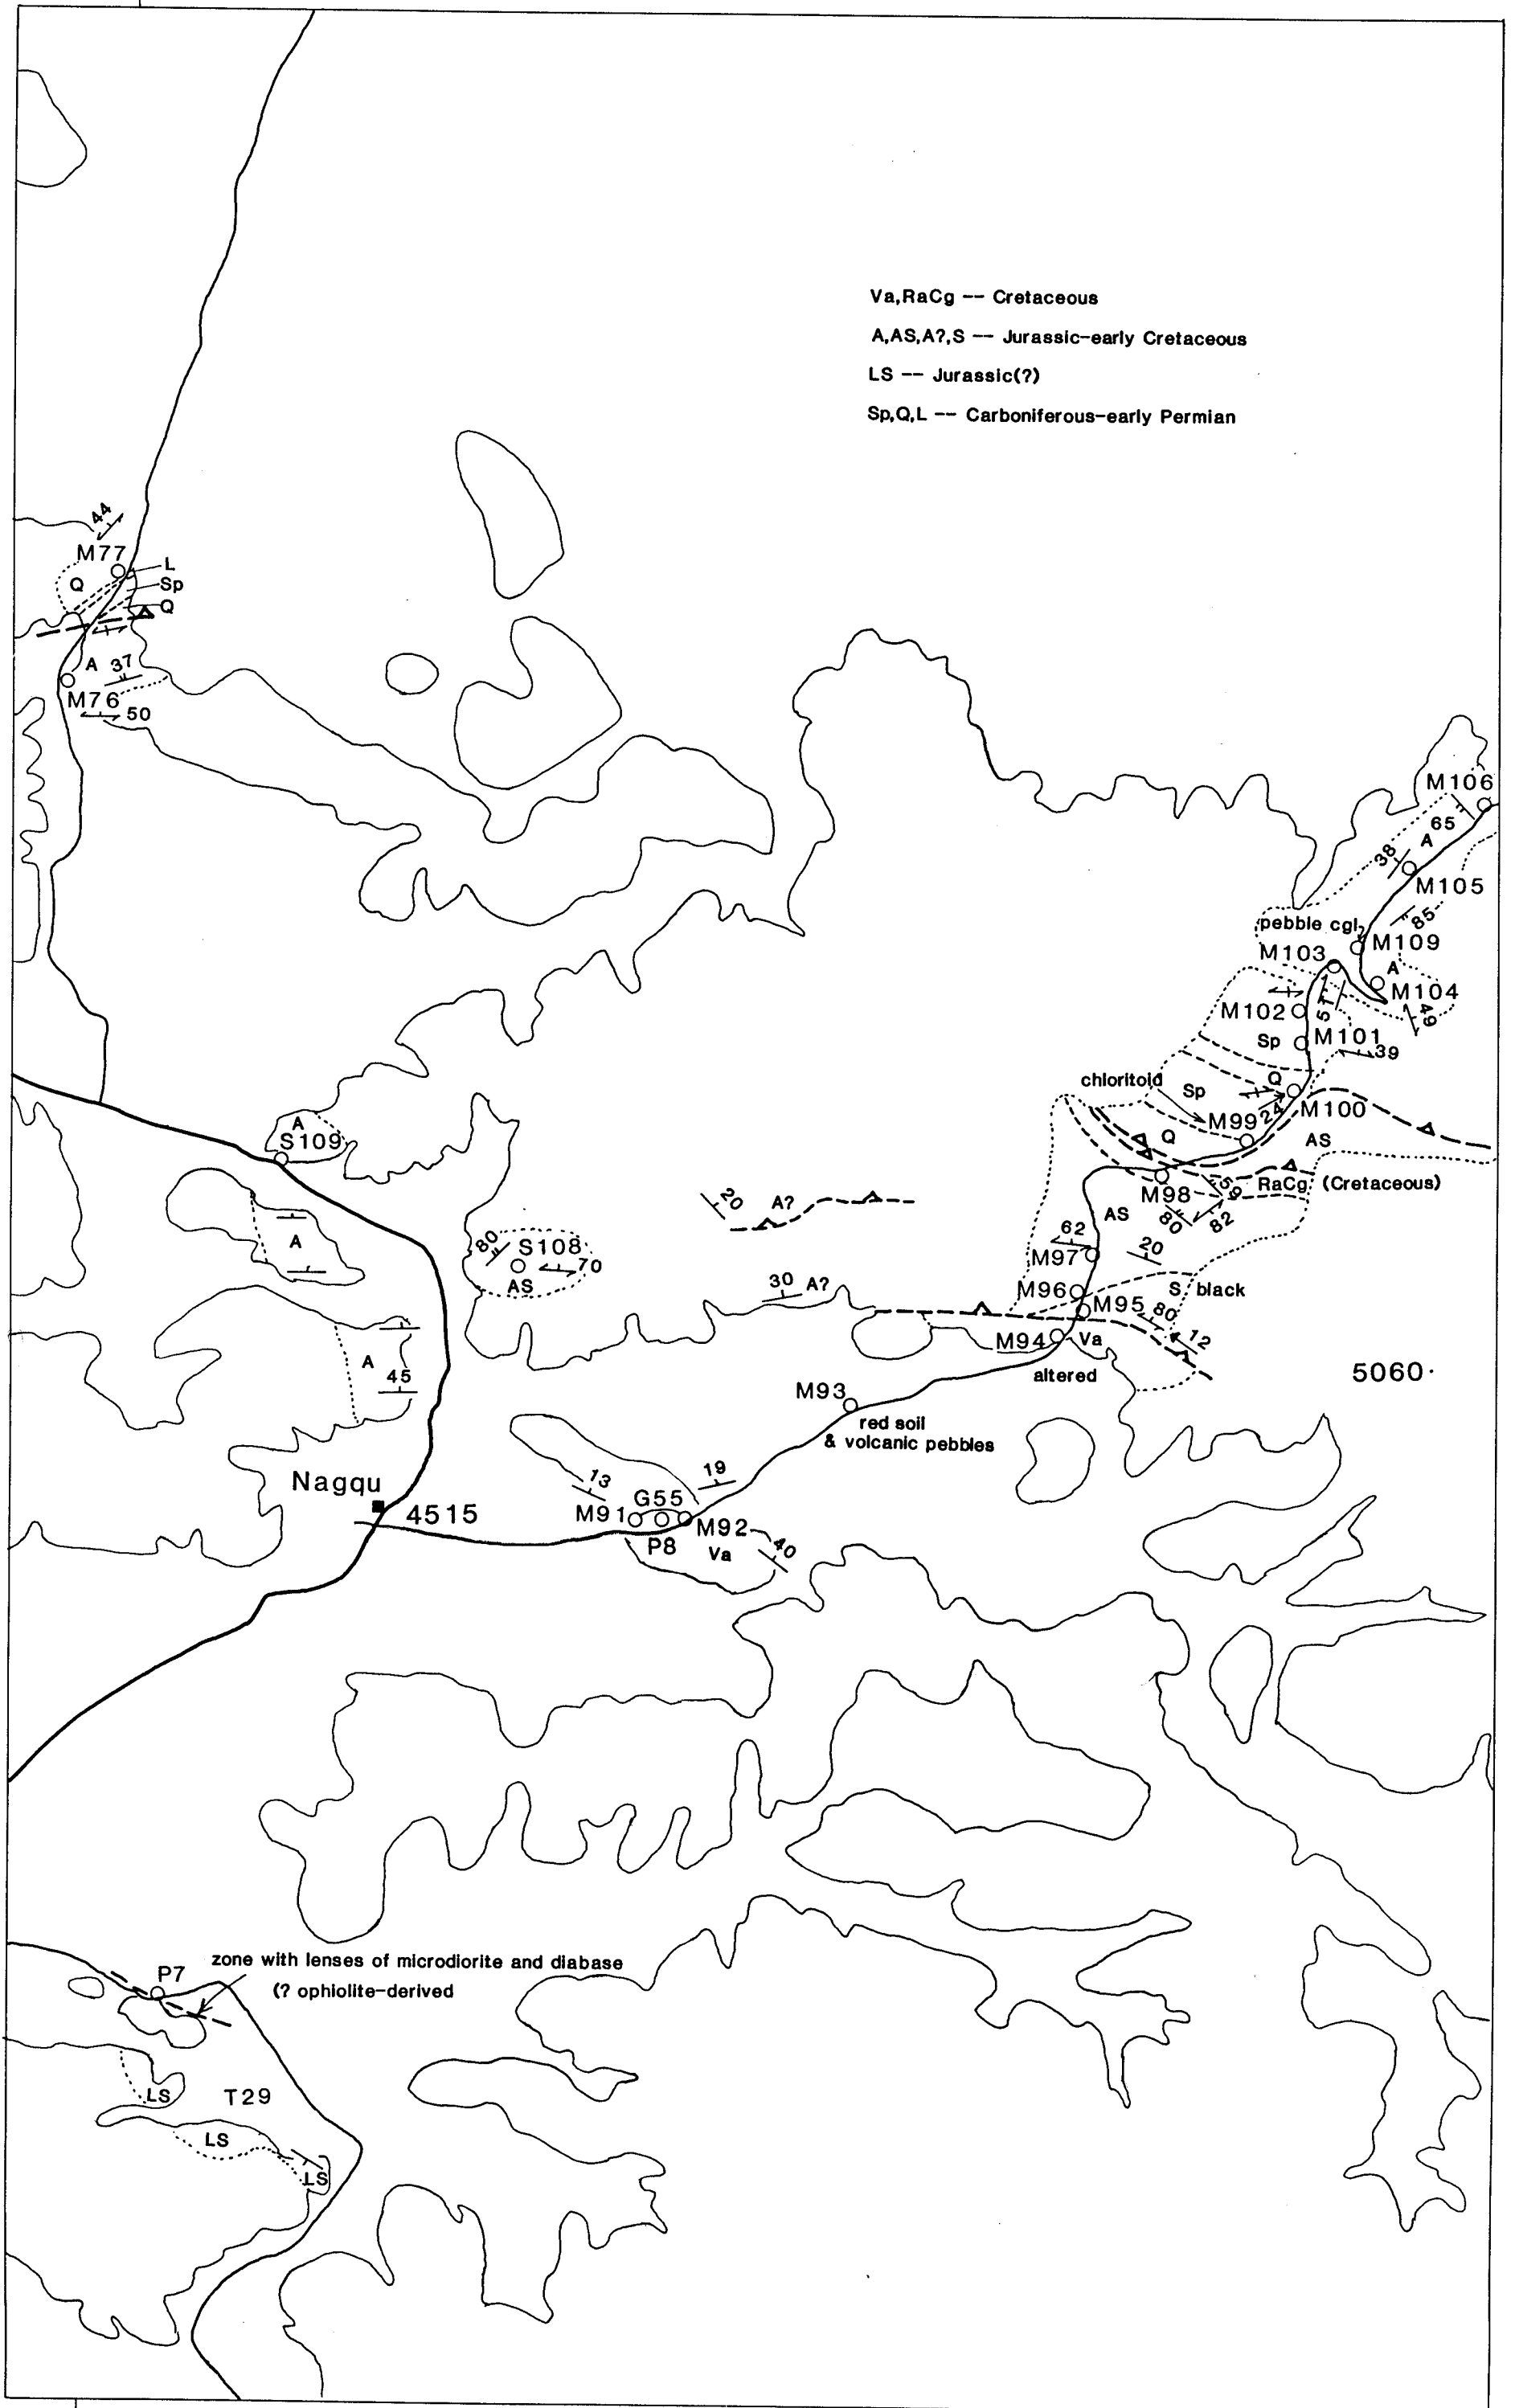 Va,RaCg -- Cretaceous
A,AS,A?,S -- Jurassic-early Cretaceous
LS -- Jurassic(?)
Sp,Q,L -- Carboniferous-early Permian
44
M77
L
Q
Sp
Q
A
37
M76
50
M106
65
A
38
M105
85
pebble cgl
M109
M103
A
M104
M102
51
49
Sp
M101
39
chloritoid
Sp
Q
M99
24
M100
Q
AS
A
S109
M98
59
RaCg (Cretaceous)
20
A?
AS
80
82
A
80
S108
70
AS
62
M97
20
30
A?
M96
S, black
M95
80
M94
Va
12
A
45
altered
5060
M93
red soil
& volcanic pebbles
Nagqu
4515
13
19
G55
M91
M92
P8
Va
40
zone with lenses of microdiorite and diabase
P7
(? ophiolite-derived
LS
T29
LS
LS